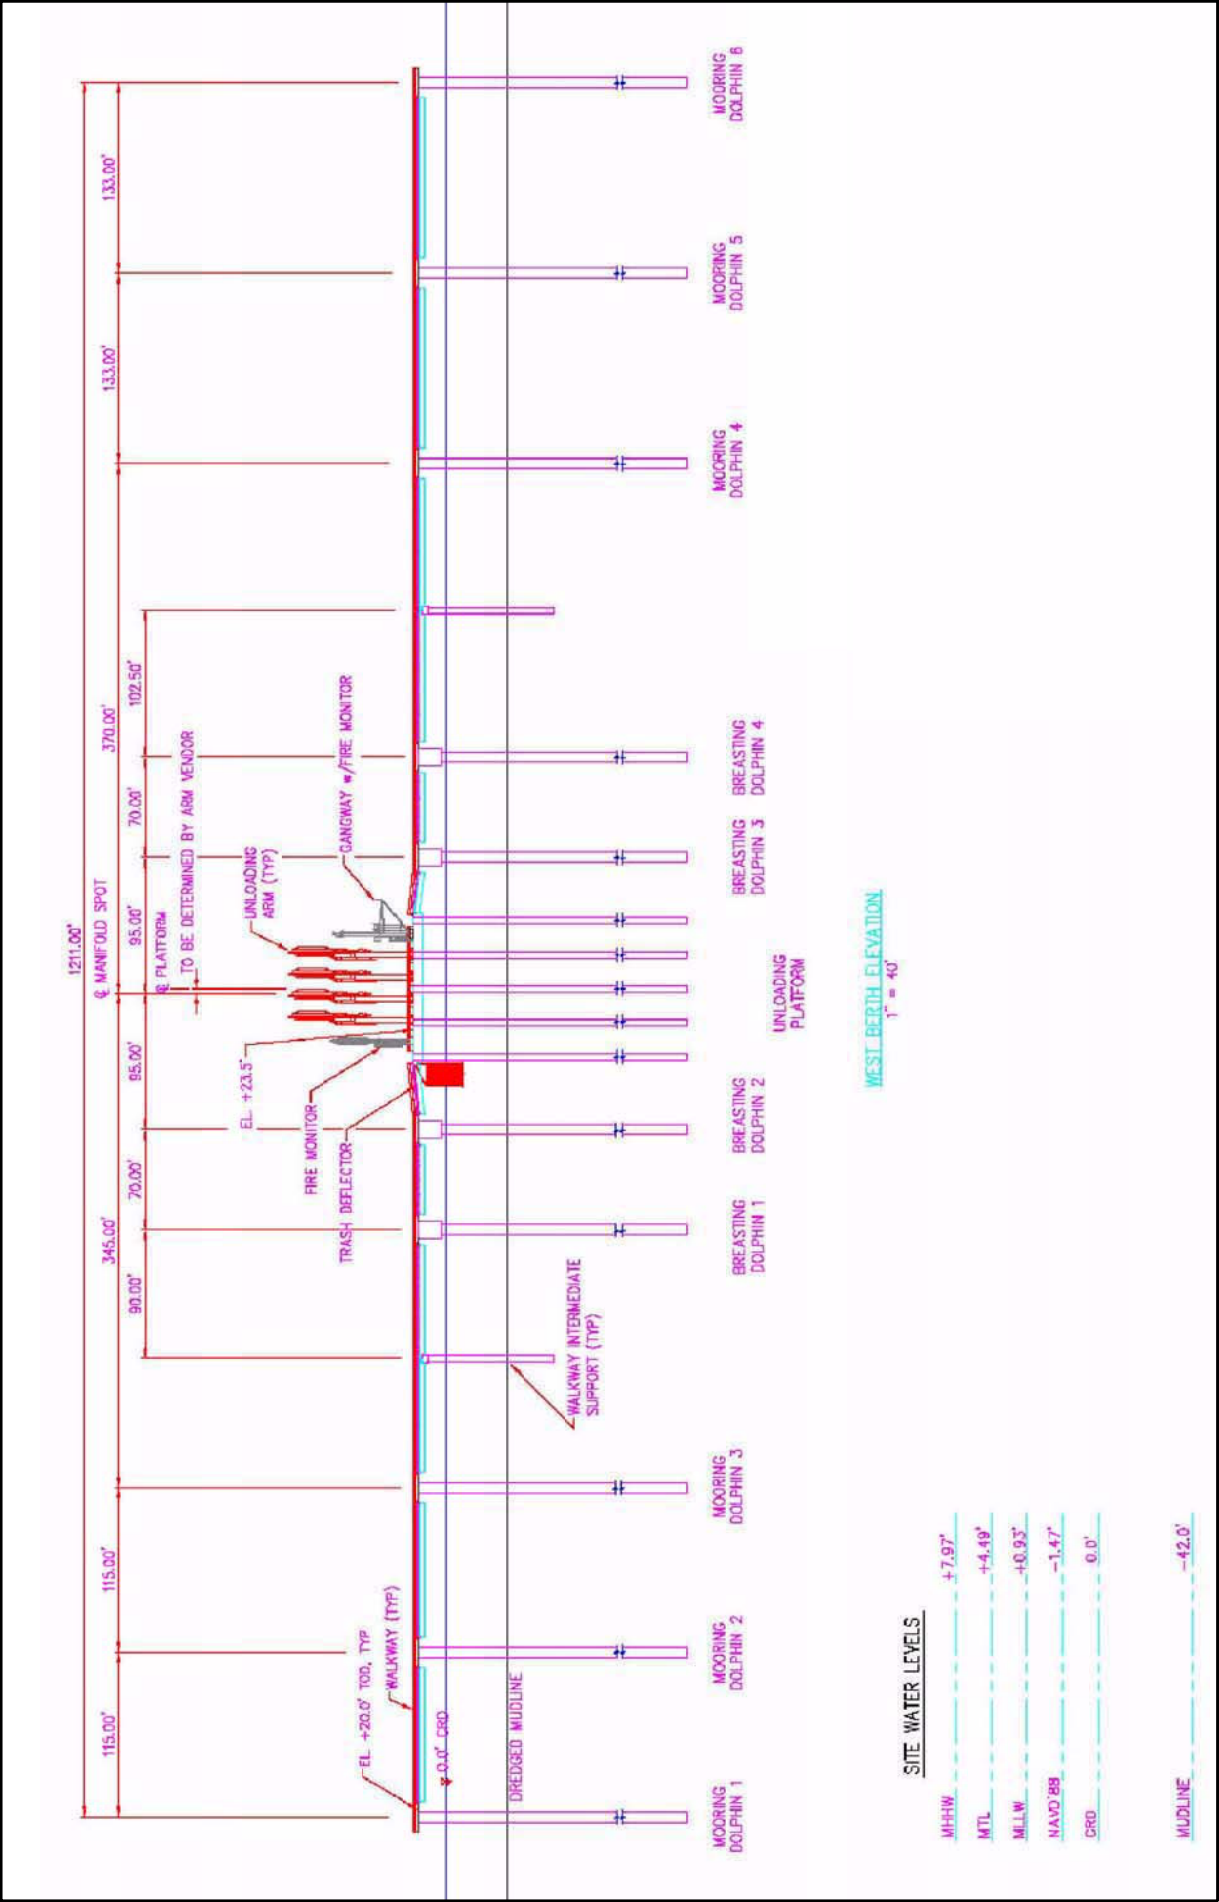 1211.00'
115.00'
115.00'
345.00'
℄ MANIFOLD SPOT
370.00'
133.00'
133.00'
90.00'
70.00'
95.00'
℄ PLATFORM
95.00'
70.00'
102.50'
TO BE DETERMINED BY ARM VENDOR
EL. +23.5'
UNLOADING
ARM (TYP)
FIRE MONITOR
TRASH DEFLECTOR
GANGWAY w/FIRE MONITOR
EL. +20.0' TOD, TYP
WALKWAY (TYP)
0.0' CRD
DREDGED MUDLINE
WALKWAY INTERMEDIATE
SUPPORT (TYP)
MOORING
DOLPHIN 1
MOORING
DOLPHIN 2
MOORING
DOLPHIN 3
BREASTING
DOLPHIN 1
BREASTING
DOLPHIN 2
UNLOADING
PLATFORM
BREASTING
DOLPHIN 3
BREASTING
DOLPHIN 4
MOORING
DOLPHIN 4
MOORING
DOLPHIN 5
MOORING
DOLPHIN 6
WEST BERTH ELEVATION
1" = 40'
SITE WATER LEVELS
MHHW +7.97'
MTL +4.49'
MLLW +0.93'
NAVD'88 -1.47'
CRD 0.0'
MUDLINE -42.0'